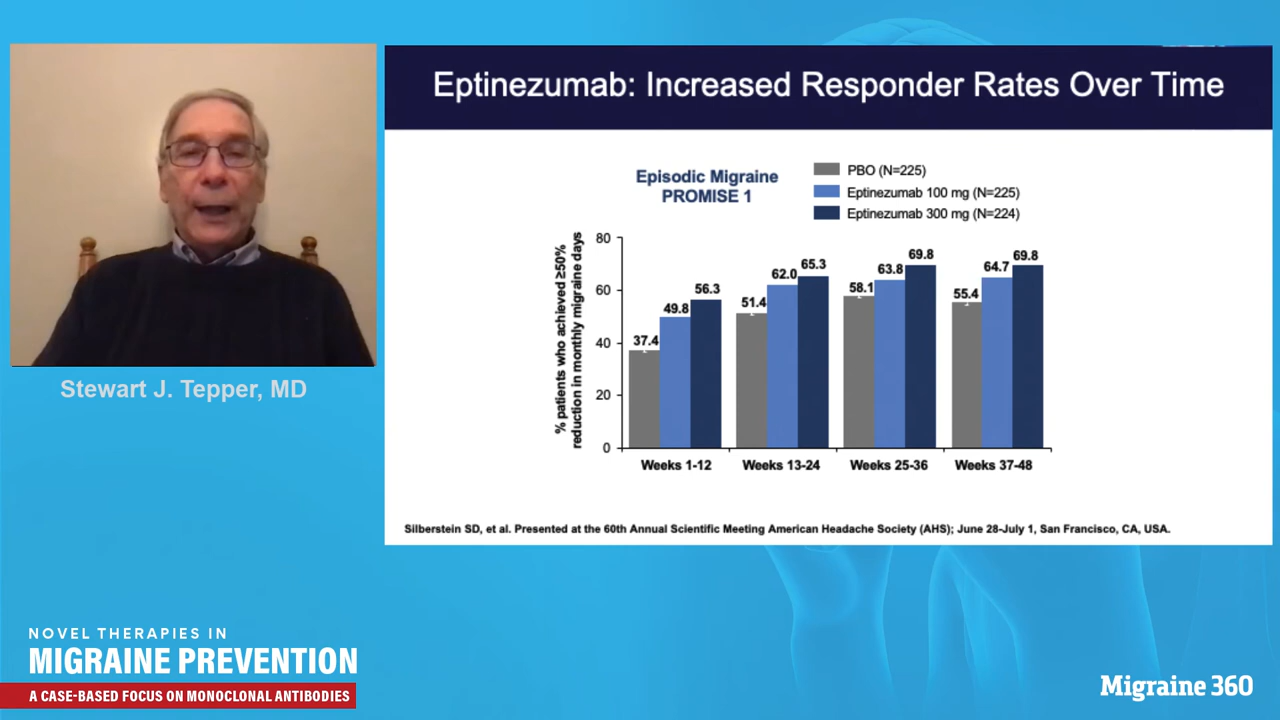 Eptinezumab: Increased Responder Rates Over Time
Episodic Migraine
PROMISE 1
PBO (N=225)
Eptinezumab 100 mg (N=225)
Eptinezumab 300 mg (N=224)
% patients who achieved ≥50%
reduction in monthly migraine days
80
60
40
20
0
37.4
49.8
56.3
51.4
62.0
65.3
58.1
63.8
69.8
55.4
64.7
69.8
Weeks 1-12
Weeks 13-24
Weeks 25-36
Weeks 37-48
Silberstein SD, et al. Presented at the 60th Annual Scientific Meeting American Headache Society (AHS); June 28-July 1, San Francisco, CA, USA.
Stewart J. Tepper, MD
NOVEL THERAPIES IN
MIGRAINE PREVENTION
A CASE-BASED FOCUS ON MONOCLONAL ANTIBODIES
Migraine 360